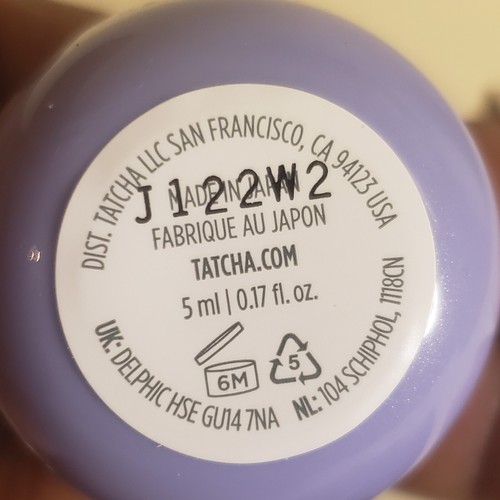 DIST. TATCHA LLC SAN FRANCISCO, CA 94123 USA
J122W2
MADE IN JAPAN
FABRIQUE AU JAPON
TATCHA.COM
5 ml | 0.17 fl. oz.
6M
5
UK: DELPHIC HSE GU14 7NA NL: 104 SCHIPHOL, 1118CN